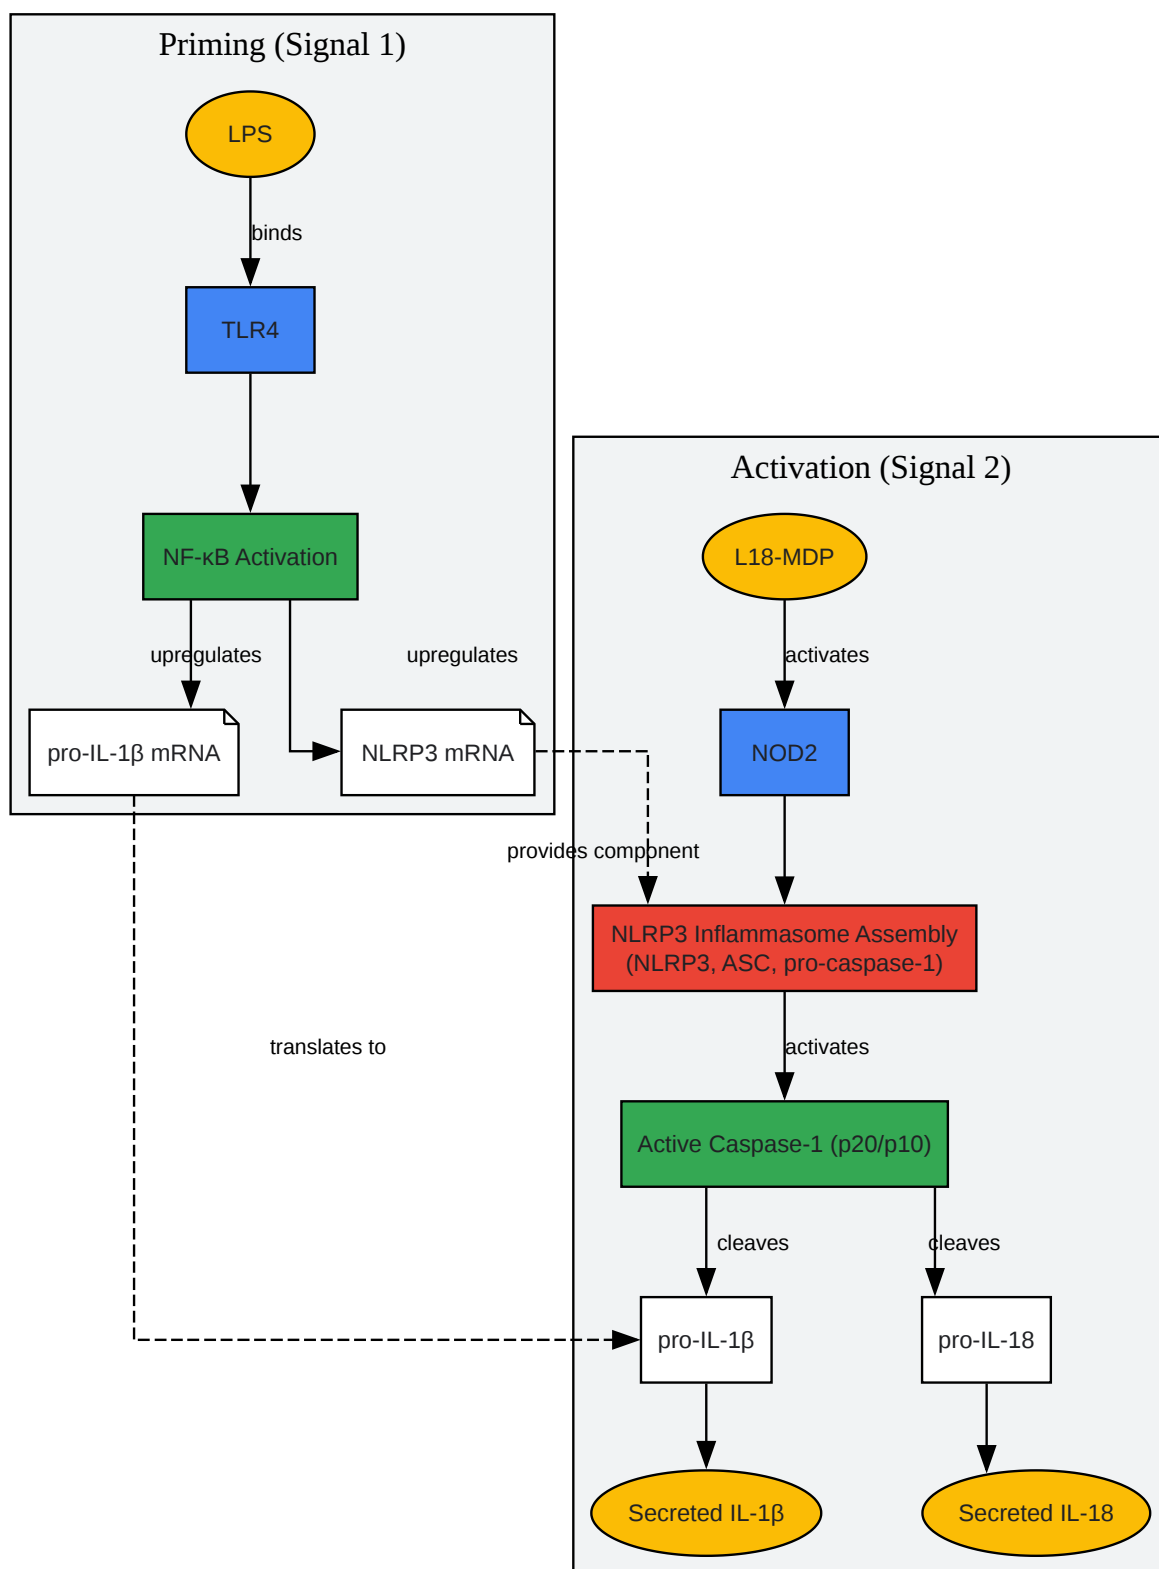 Priming (Signal 1)
LPS
binds
TLR4
NF-κB Activation
upregulates
upregulates
pro-IL-1β mRNA
NLRP3 mRNA
translates to
Activation (Signal 2)
L18-MDP
activates
NOD2
provides component
NLRP3 Inflammasome Assembly
(NLRP3, ASC, pro-caspase-1)
activates
Active Caspase-1 (p20/p10)
cleaves
cleaves
pro-IL-1β
pro-IL-18
Secreted IL-1β
Secreted IL-18